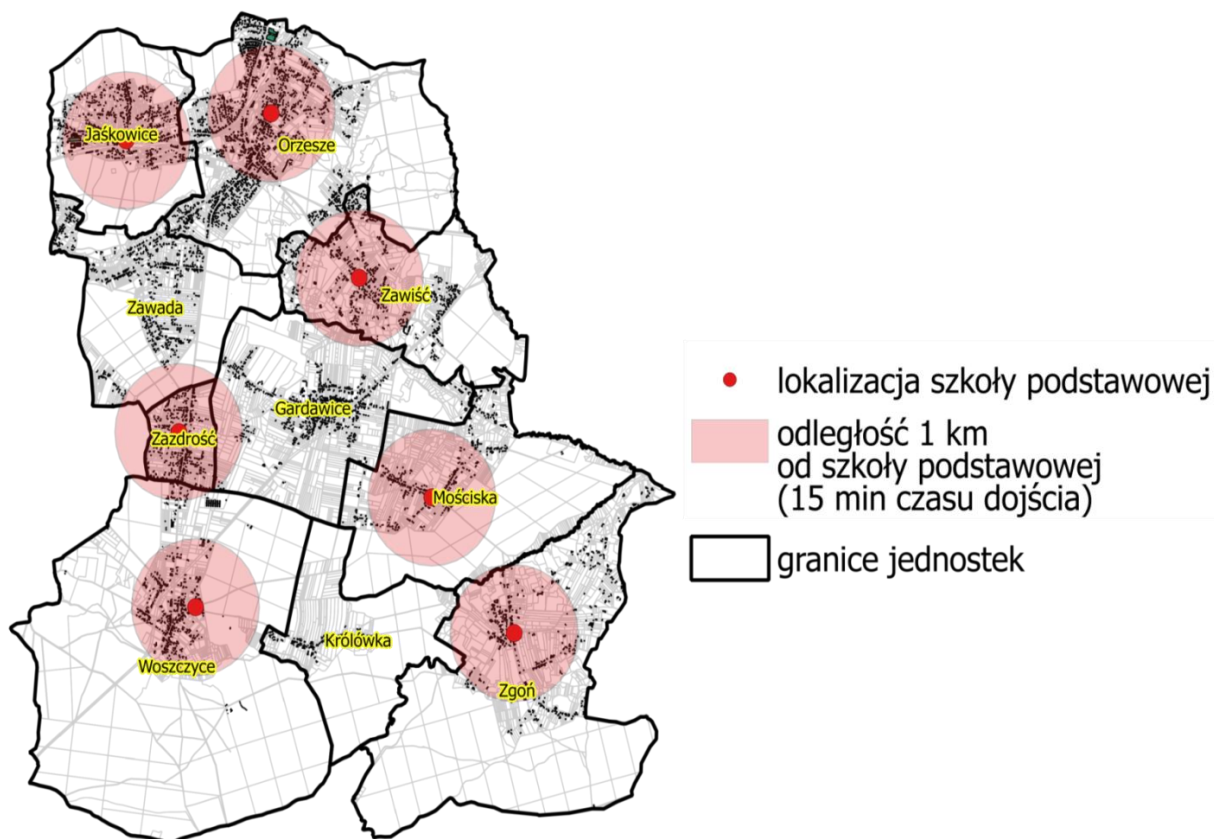 Jaśkowice
Orzesze
Zawiść
Zawada
Gardawice
Zazdrość
Mościska
Królówka
Woszczyce
Zgoń
lokalizacja szkoły podstawowej
odległość 1 km
od szkoły podstawowej
(15 min czasu dojścia)
granice jednostek